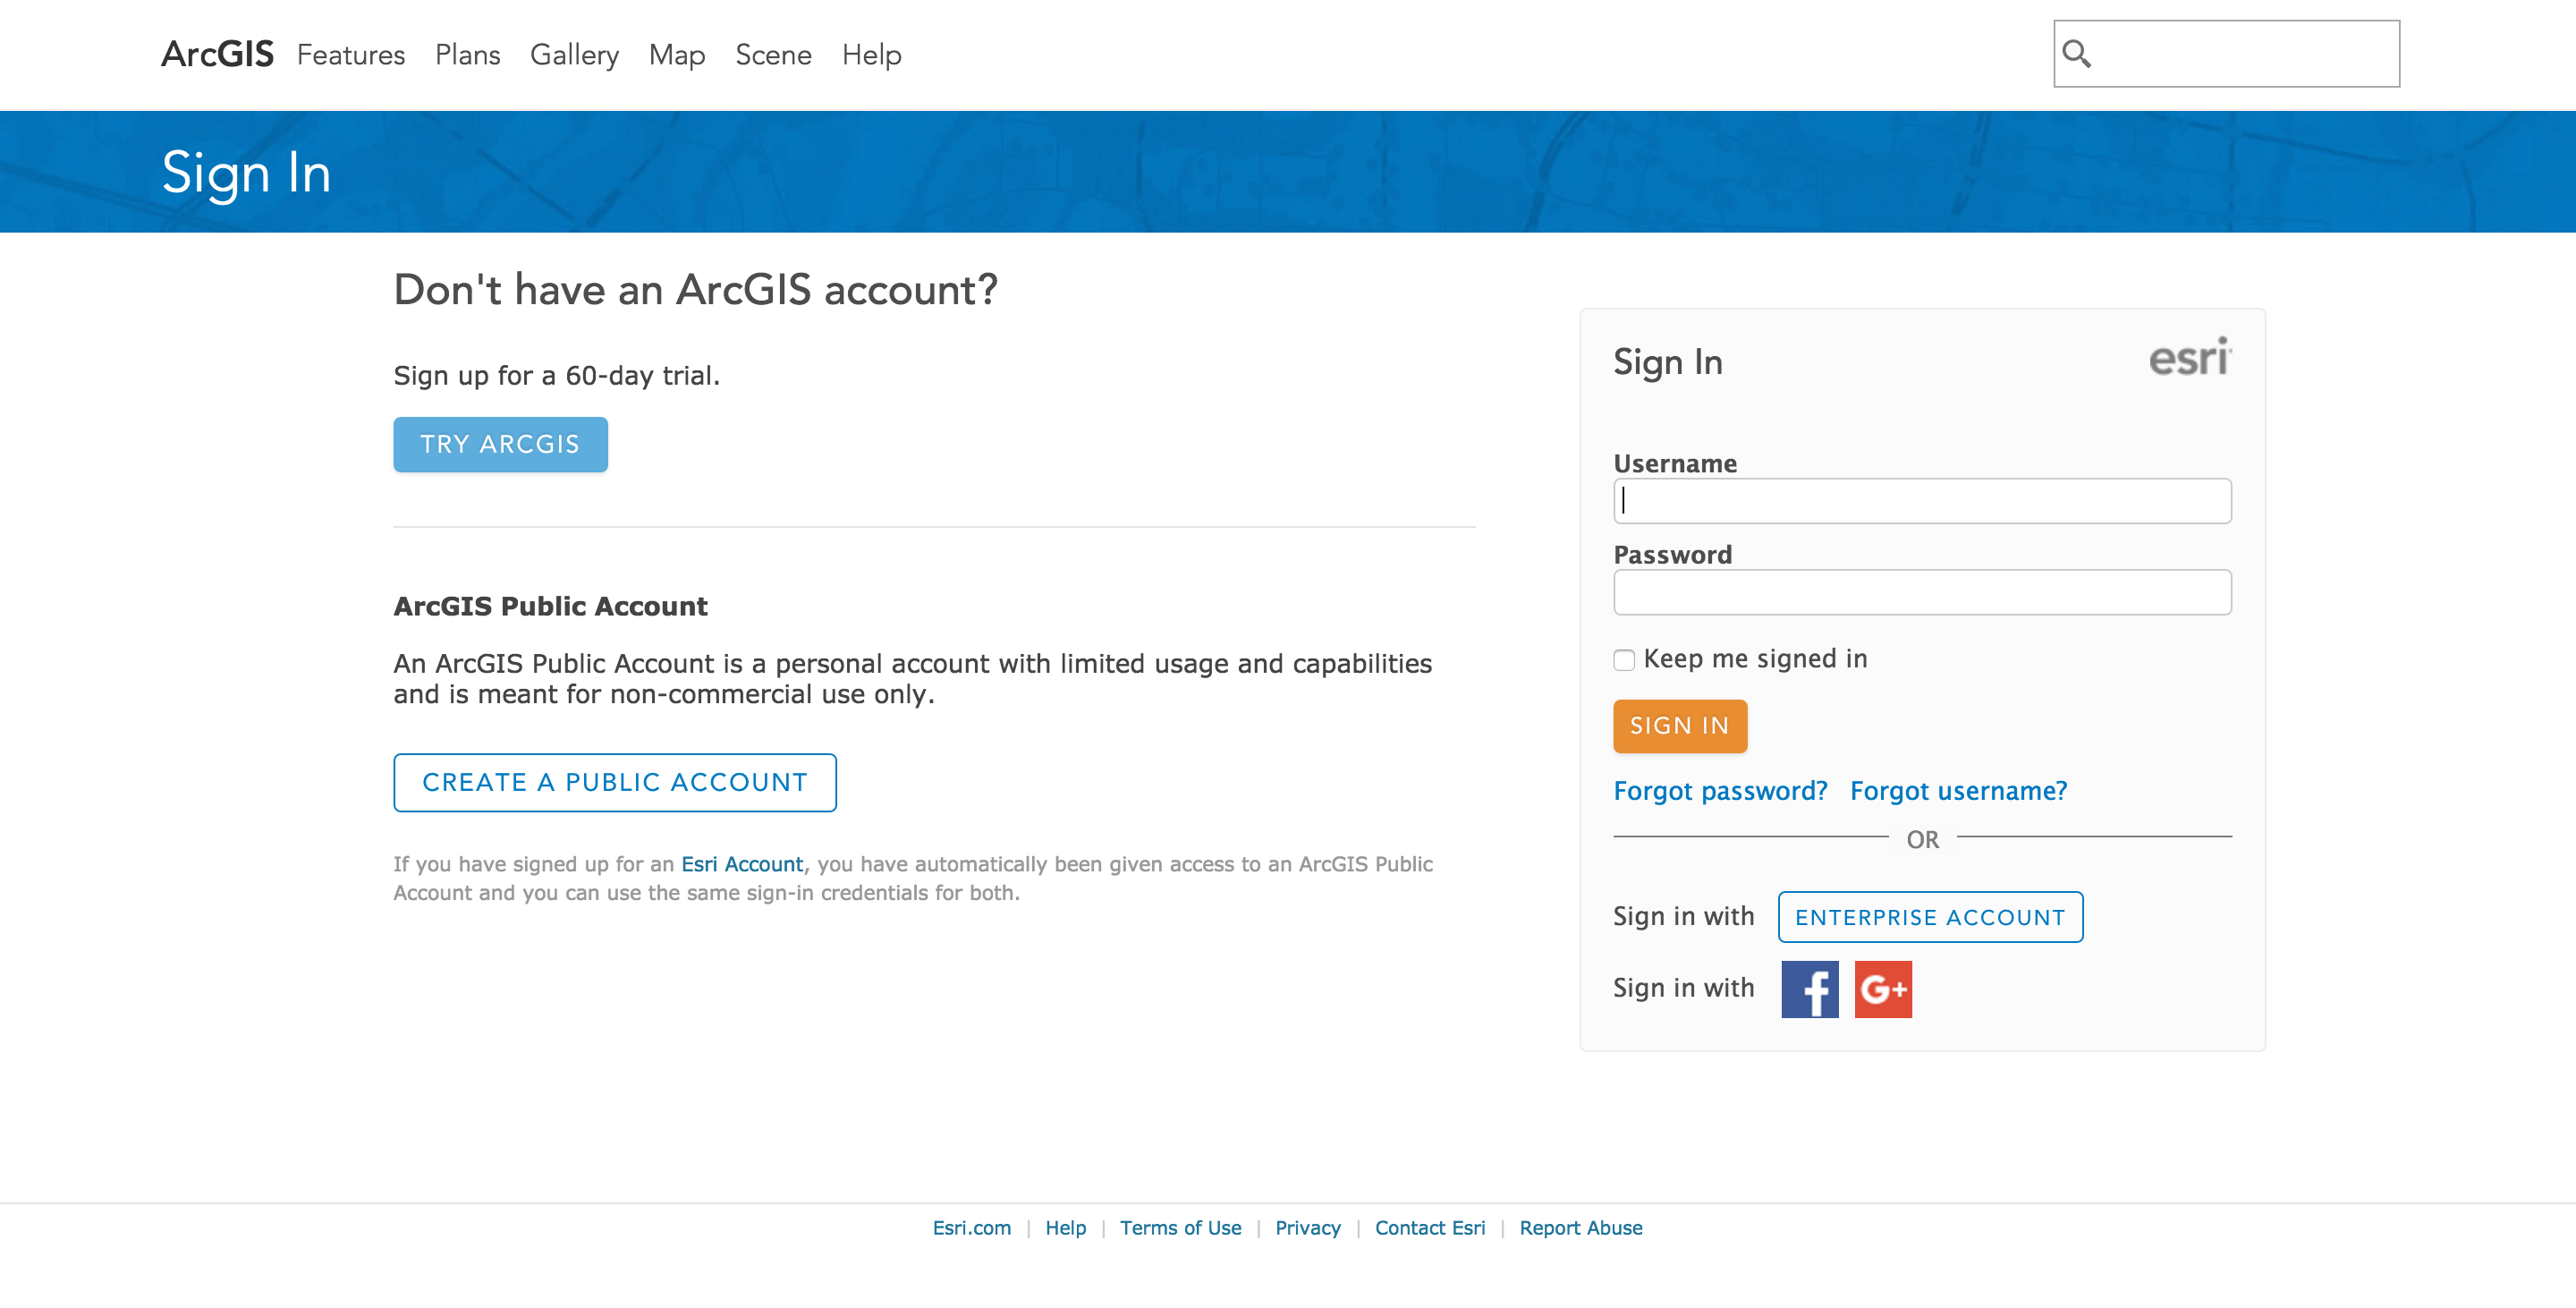 ArcGIS Features Plans Gallery Map Scene Help
Sign In
Don't have an ArcGIS account?
Sign up for a 60-day trial.
TRY ARCGIS
ArcGIS Public Account
An ArcGIS Public Account is a personal account with limited usage and capabilities
and is meant for non-commercial use only.
CREATE A PUBLIC ACCOUNT
If you have signed up for an Esri Account, you have automatically been given access to an ArcGIS Public
Account and you can use the same sign-in credentials for both.
Sign In esri
Username
Password
Keep me signed in
SIGN IN
Forgot password? Forgot username?
OR
Sign in with ENTERPRISE ACCOUNT
Sign in with f G+
Esri.com | Help | Terms of Use | Privacy | Contact Esri | Report Abuse